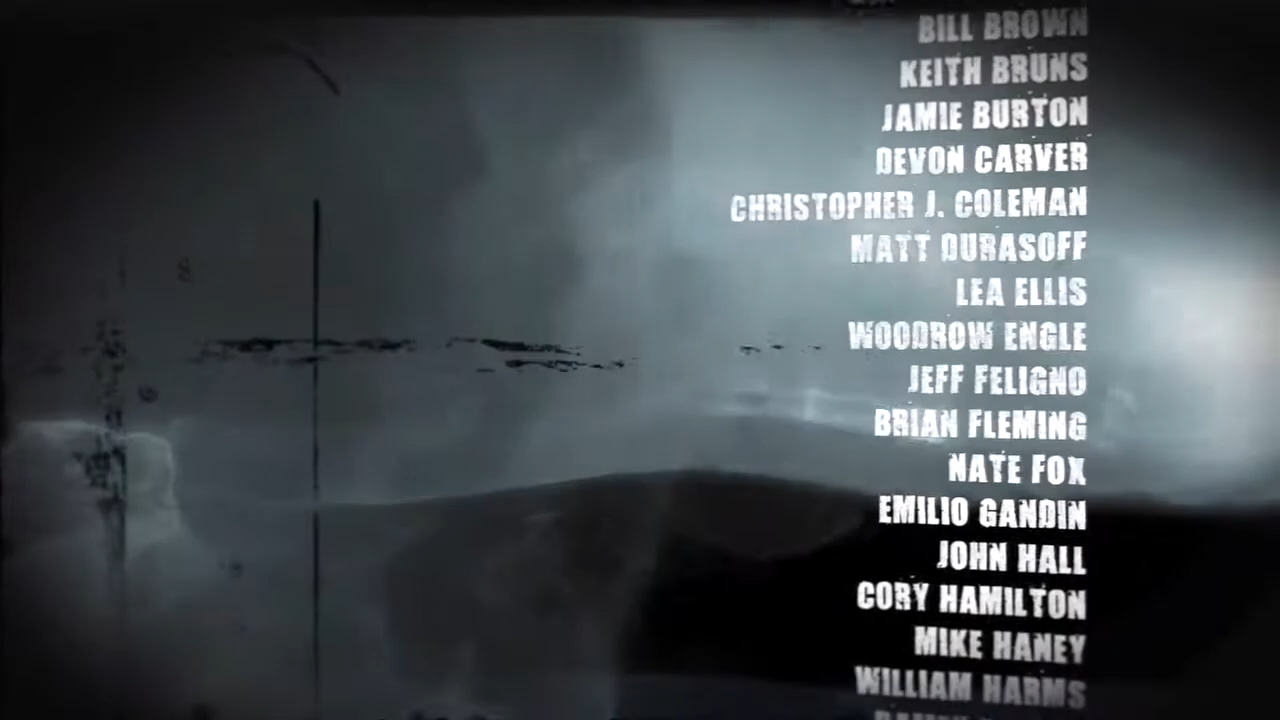 BILL BROWN
KEITH BRUNS
JAMIE BURTON
DEVON CARVER
CHRISTOPHER J. COLEMAN
MATT DURASOFF
LEA ELLIS
WOODROW ENGLE
JEFF FELIGNO
BRIAN FLEMING
NATE FOX
EMILIO GANDIN
JOHN HALL
CORY HAMILTON
MIKE HANEY
WILLIAM HARMS